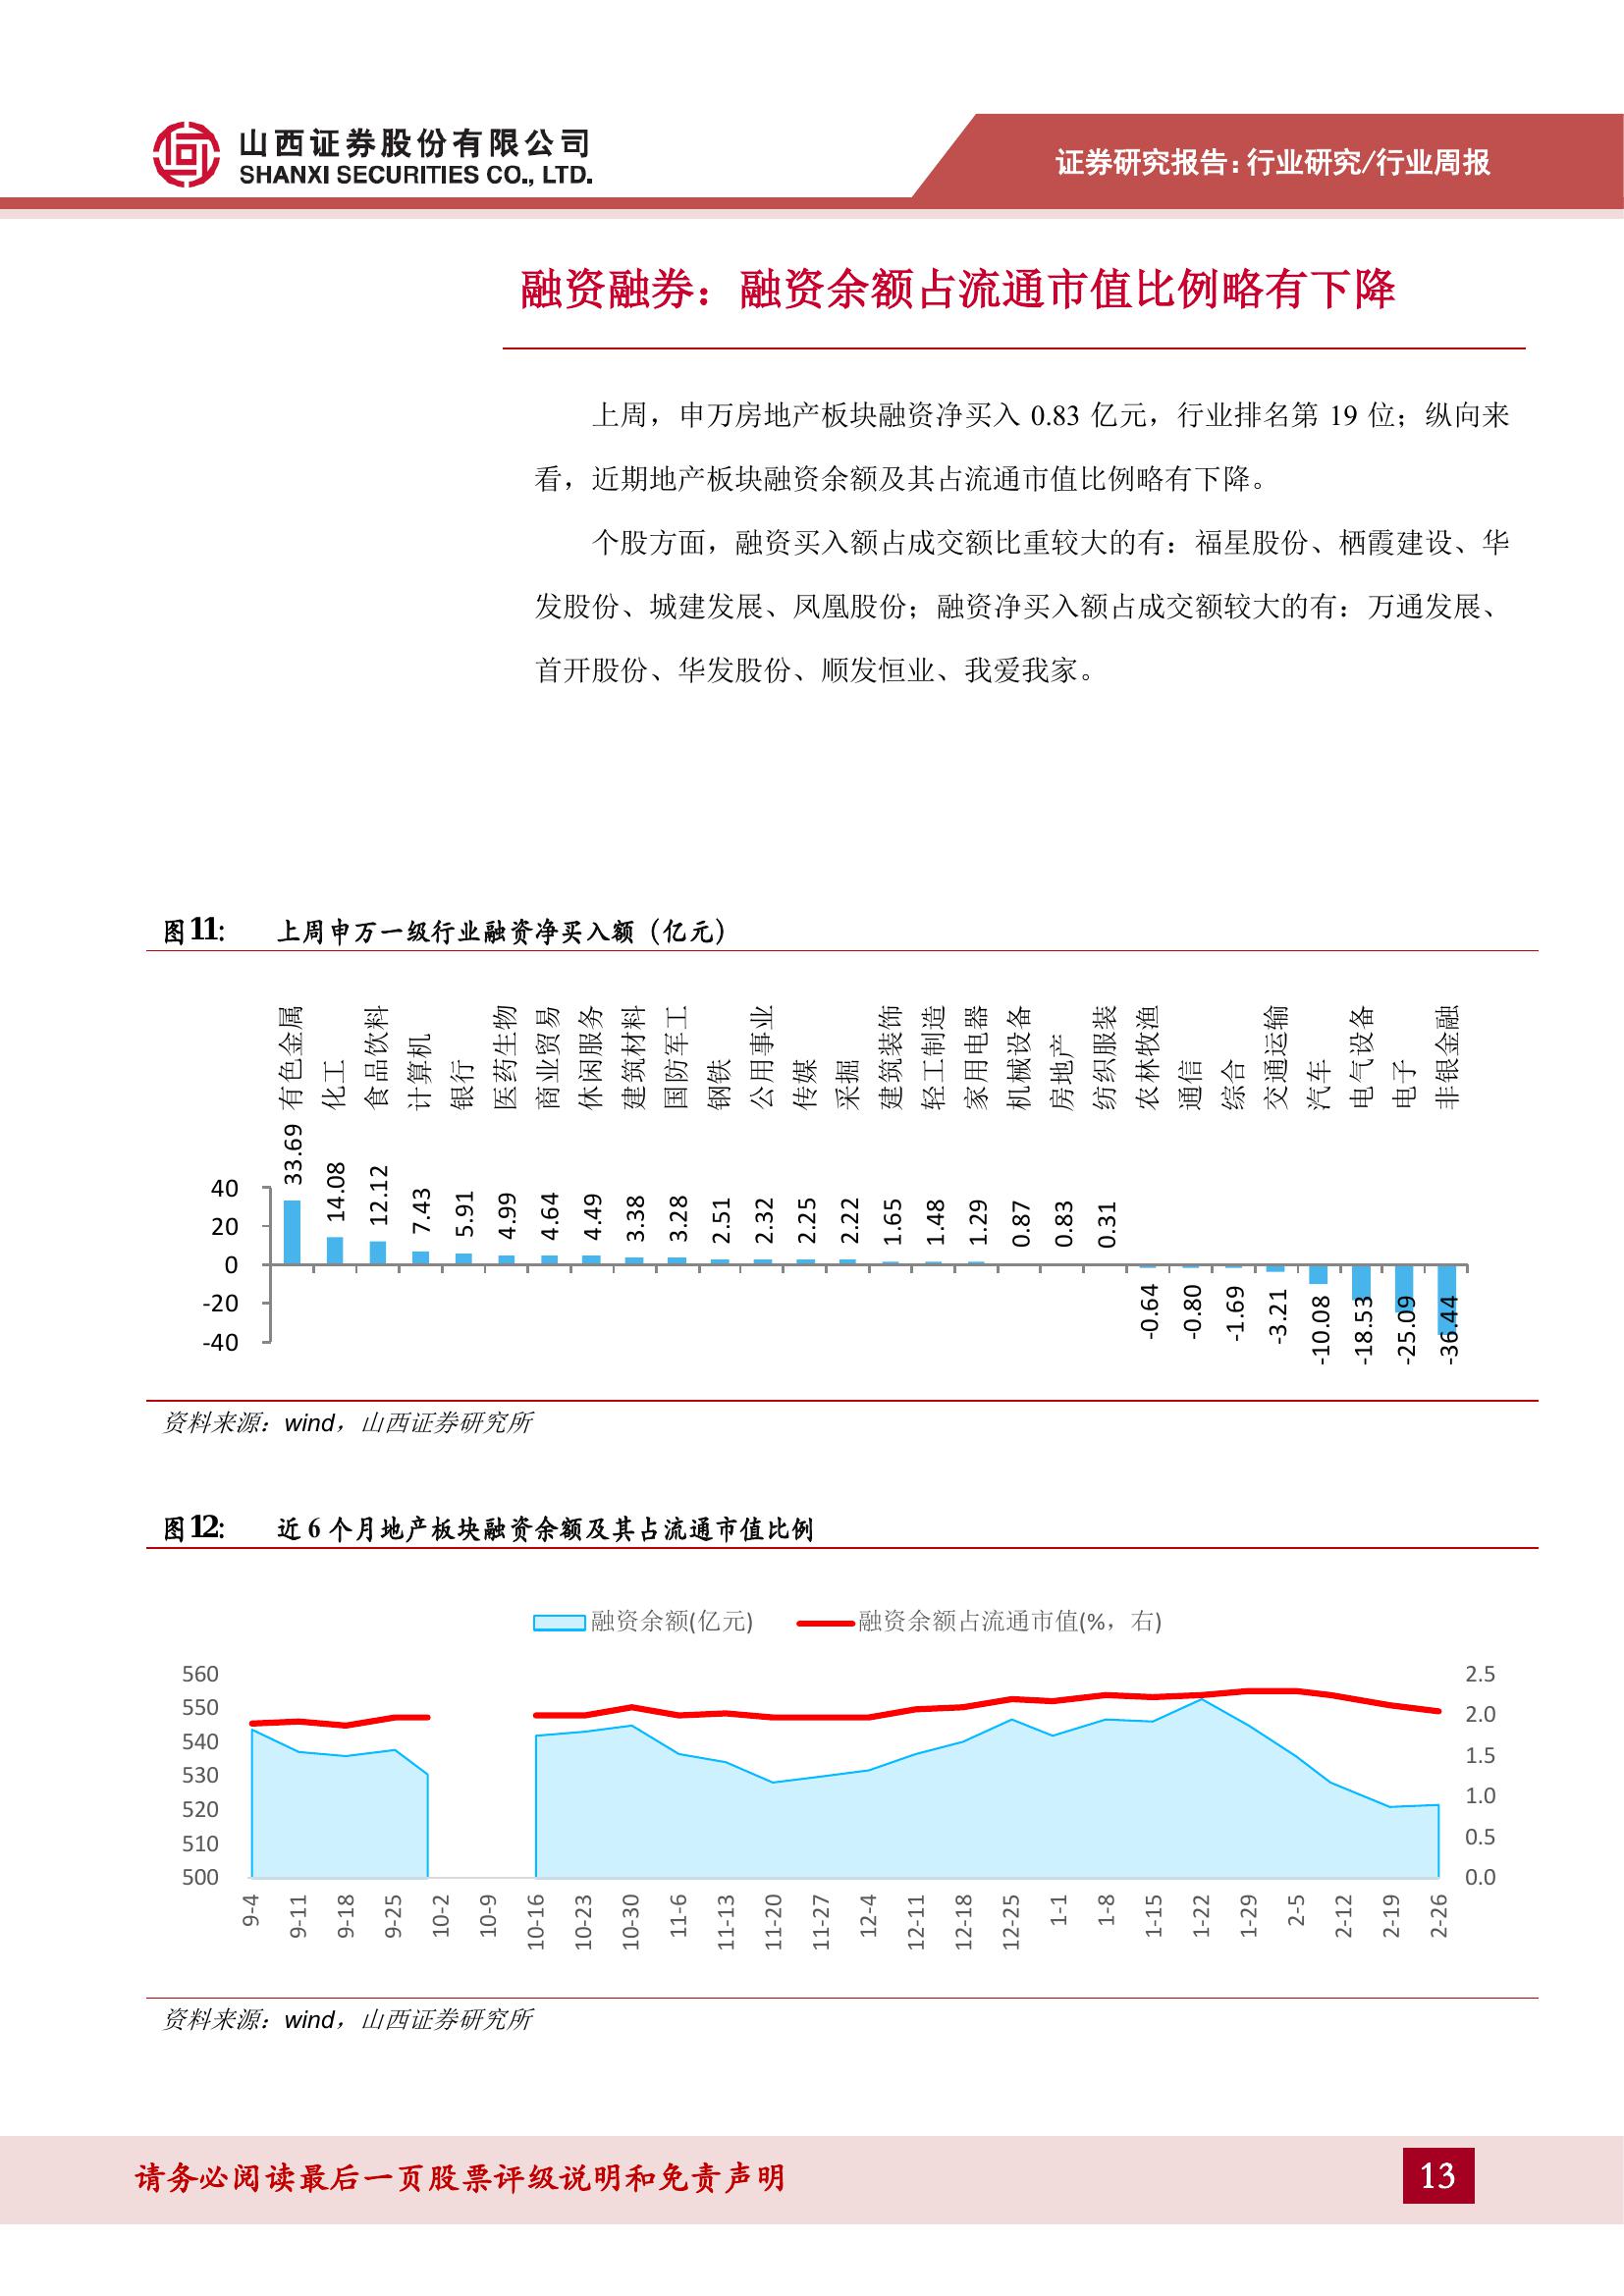 山西证券股份有限公司
SHANXI SECURITIES CO., LTD.
证券研究报告:行业研究/行业周报
融资融券：融资余额占流通市值比例略有下降
上周，申万房地产板块融资净买入 0.83 亿元，行业排名第 19 位；纵向来
看，近期地产板块融资余额及其占流通市值比例略有下降。
个股方面，融资买入额占成交额比重较大的有：福星股份、栖霞建设、华
发股份、城建发展、凤凰股份；融资净买入额占成交额较大的有：万通发展、
首开股份、华发股份、顺发恒业、我爱我家。
图11: 上周申万一级行业融资净买入额（亿元）
有色金属 化工 食品饮料 计算机 银行 医药生物 商业贸易 休闲服务 建筑材料 国防军工 钢铁 公用事业 传媒 采掘 建筑装饰 轻工制造 家用电器 机械设备 房地产 纺织服装 农林牧渔 通信 综合 交通运输 汽车 电气设备 电子 非银金融
33.69 14.08 12.12 7.43 5.91 4.99 4.64 4.49 3.38 3.28 2.51 2.32 2.25 2.22 1.65 1.48 1.29 0.87 0.83 0.31 -0.64 -0.80 -1.69 -3.21 -10.08 -18.53 -25.09 -36.44
40
20
0
-20
-40
资料来源：wind，山西证券研究所
图12: 近 6 个月地产板块融资余额及其占流通市值比例
融资余额(亿元) 融资余额占流通市值(%，右)
560 2.5
550 2.0
540 1.5
530 1.0
520 0.5
510 0.0
500
9-4 9-11 9-18 9-25 10-2 10-9 10-16 10-23 10-30 11-6 11-13 11-20 11-27 12-4 12-11 12-18 12-25 1-1 1-8 1-15 1-22 1-29 2-5 2-12 2-19 2-26
资料来源：wind，山西证券研究所
请务必阅读最后一页股票评级说明和免责声明 13